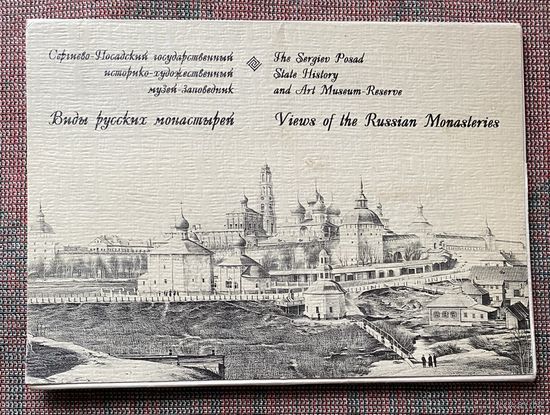 Сергиево-Посадский государственный
историко-художественный
музей-заповедник
Виды русских монастырей
The Sergiev Posad
State History
and Art Museum-Reserve
Views of the Russian Monasteries